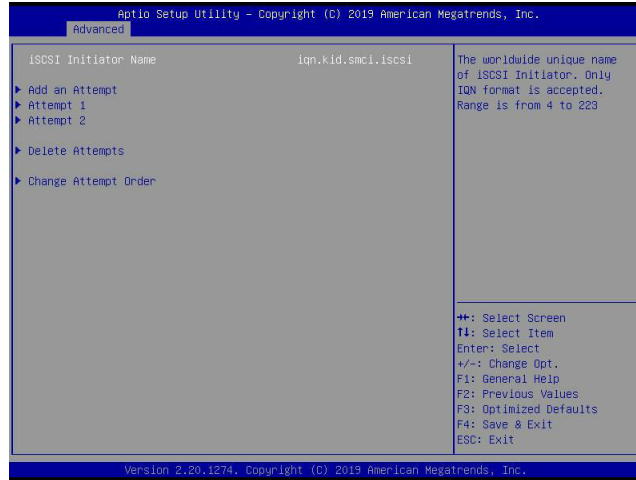 Aptio Setup Utility – Copyright (C) 2019 American Megatrends, Inc.
Advanced
iSCSI Initiator Name iqn.kid.smci.iscsi
▶ Add an Attempt
▶ Attempt 1
▶ Attempt 2
▶ Delete Attempts
▶ Change Attempt Order
The worldwide unique name
of iSCSI Initiator. Only
IQN format is accepted.
Range is from 4 to 223
→←: Select Screen
↑↓: Select Item
Enter: Select
+/-: Change Opt.
F1: General Help
F2: Previous Values
F3: Optimized Defaults
F4: Save & Exit
ESC: Exit
Version 2.20.1274. Copyright (C) 2019 American Megatrends, Inc.